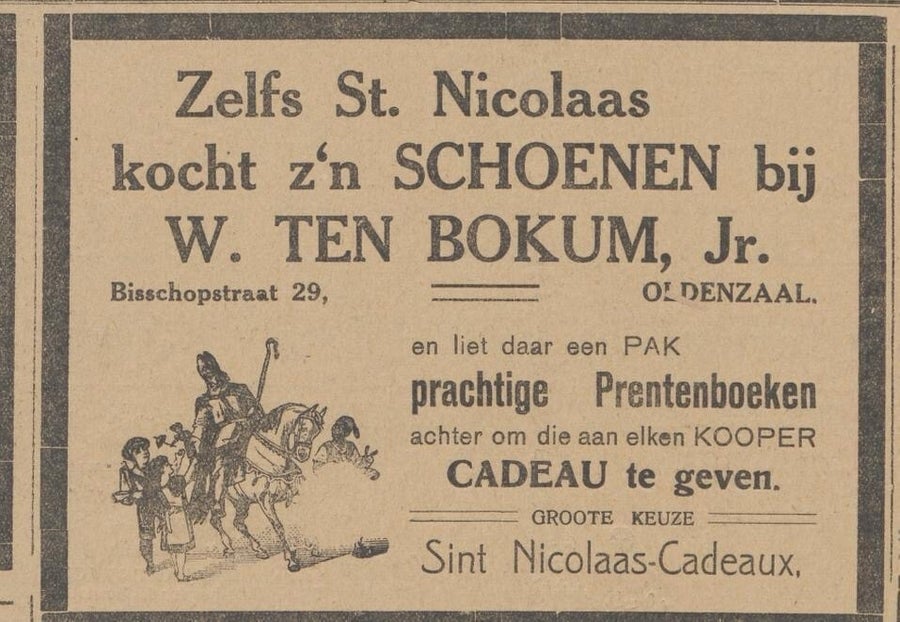 Zelfs St. Nicolaas
kocht z'n SCHOENEN bij
W. TEN BOKUM, Jr.
Bisschopstraat 29, OLDENZAAL.
en liet daar een PAK
prachtige Prentenboeken
achter om die aan elken KOOPER
CADEAU te geven.
GROOTE KEUZE
Sint Nicolaas-Cadeaux,